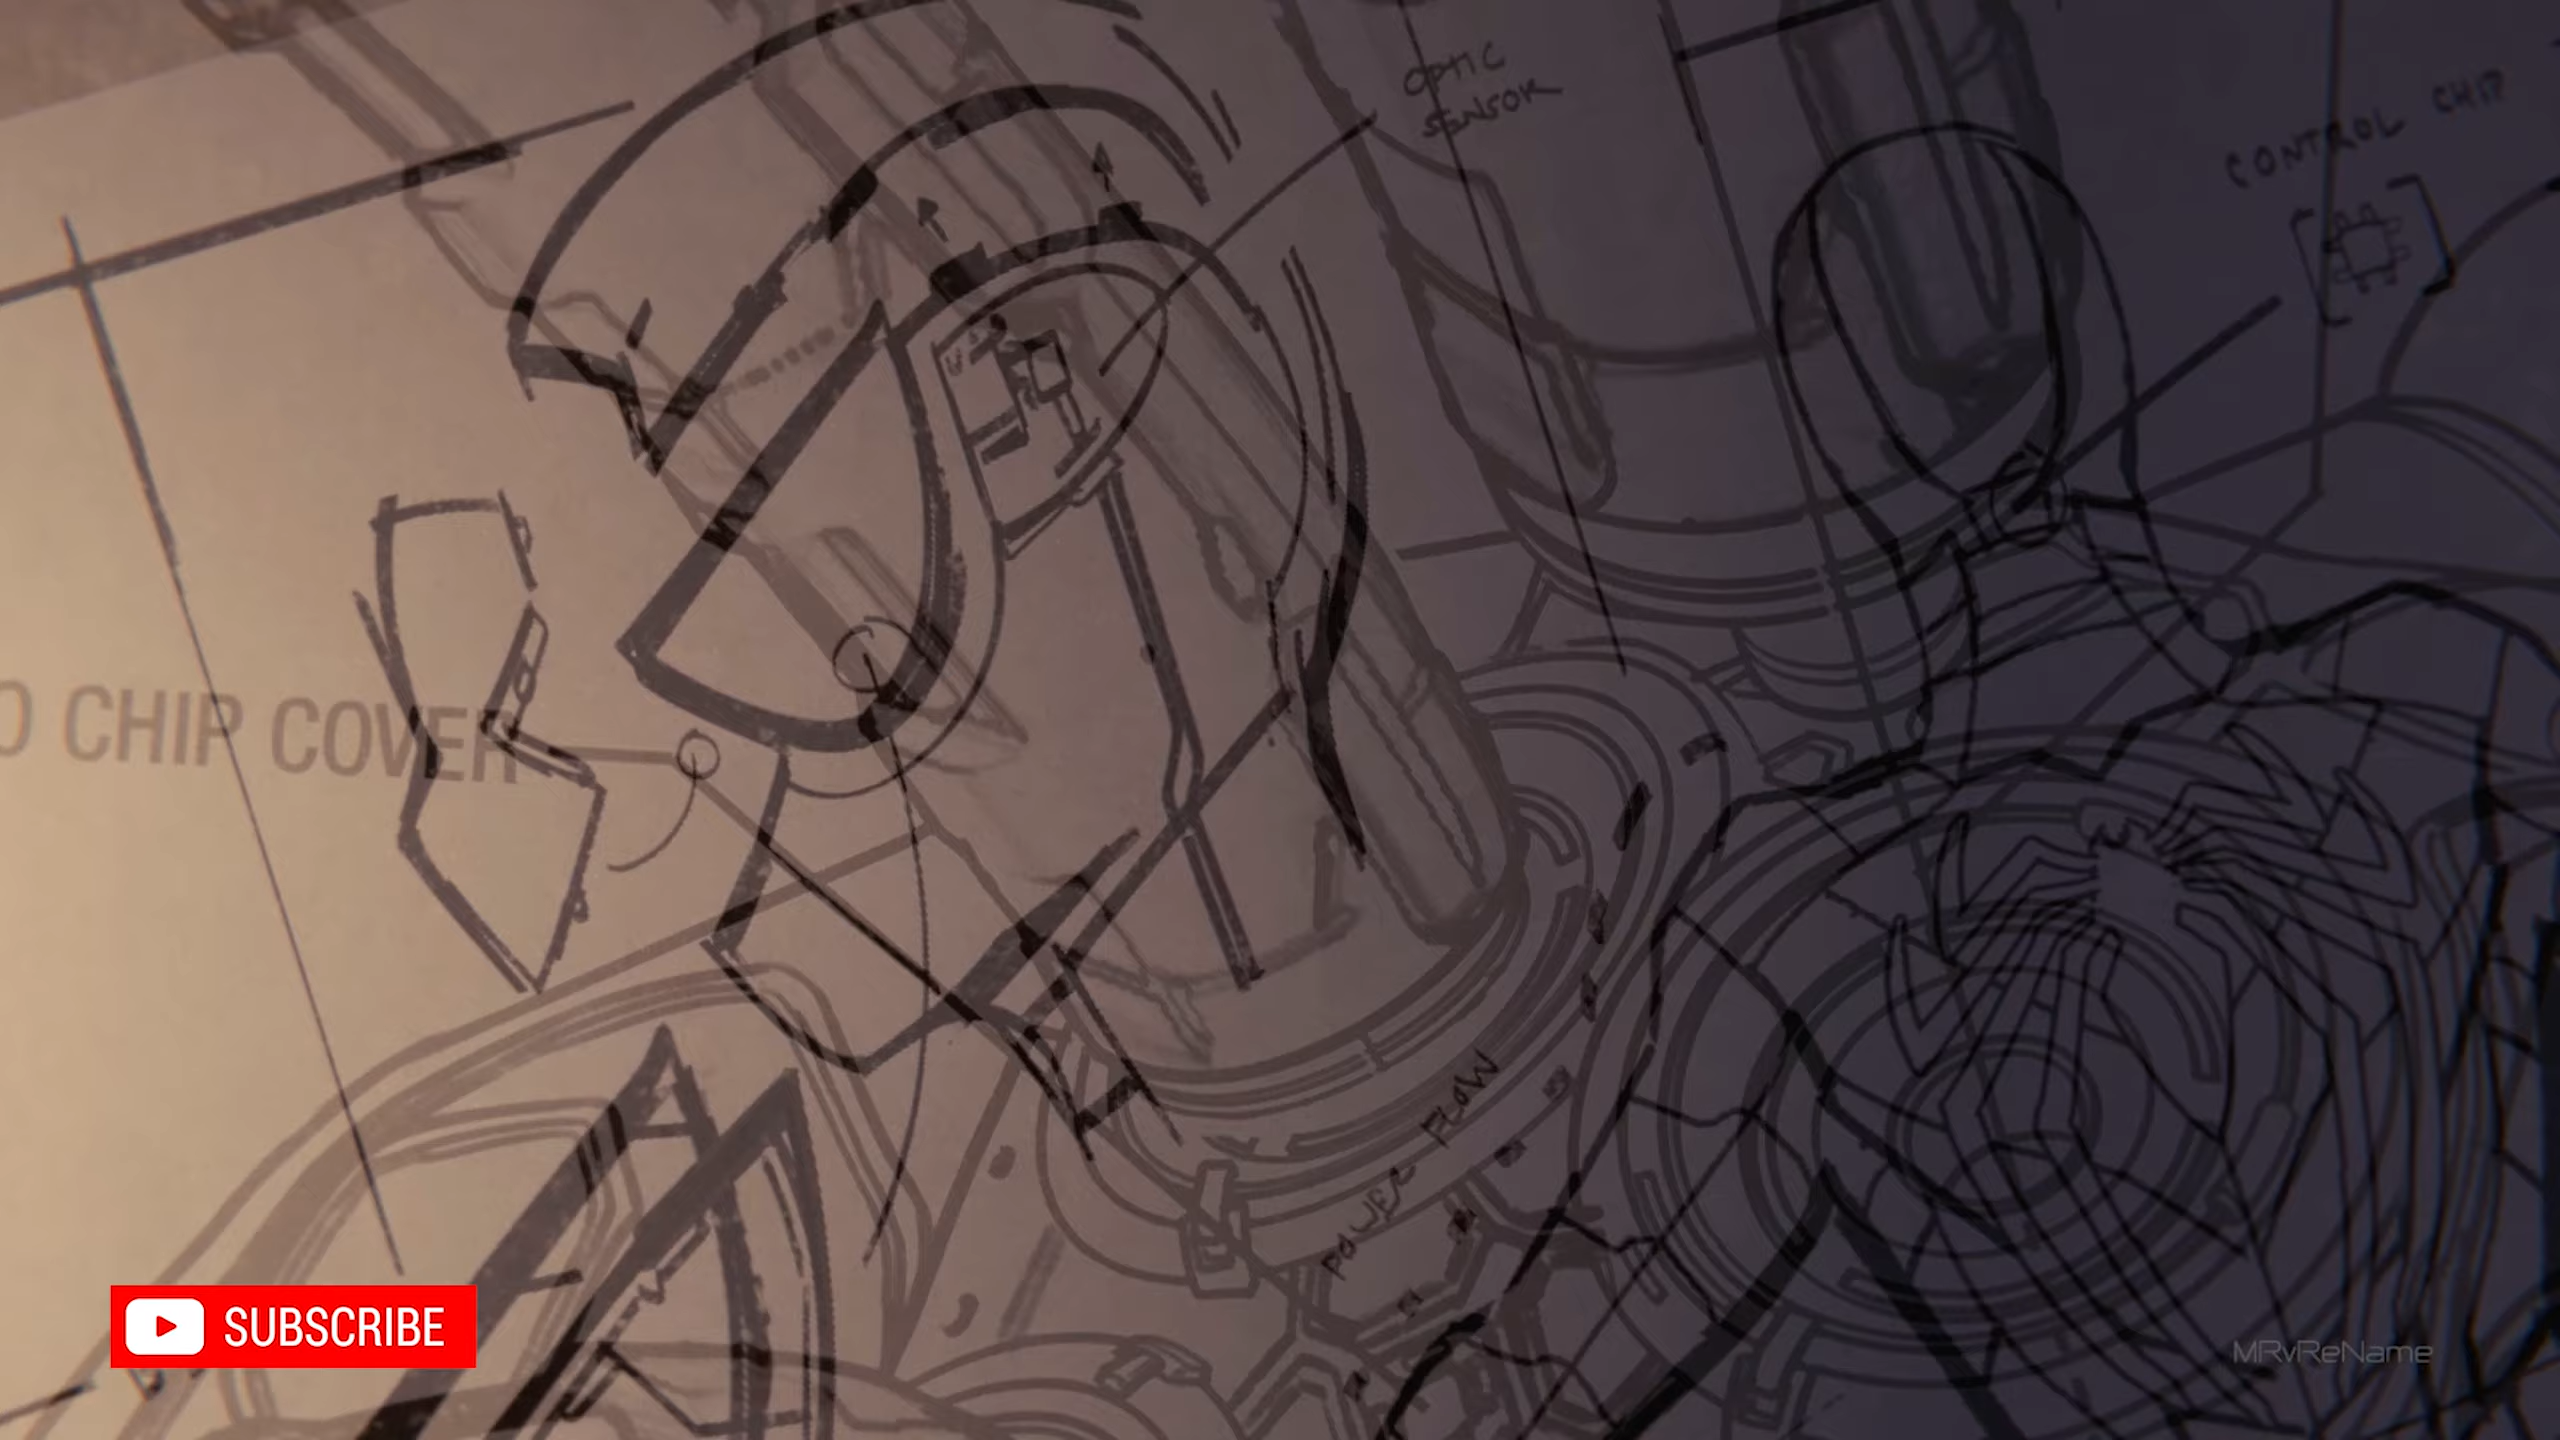 OPTIC
SENSOR
CONTROL CHIP
O CHIP COVER
POWER FLOW
SUBSCRIBE
MRvReName